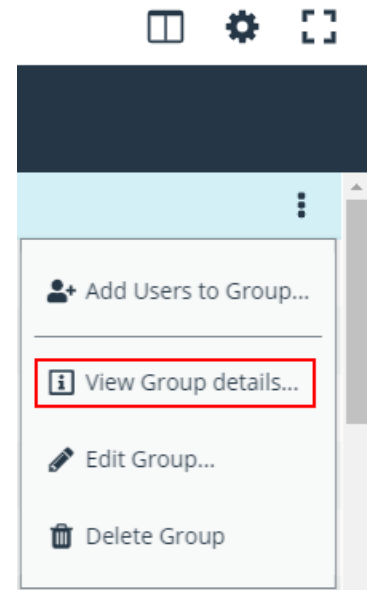 Add Users to Group...
View Group details...
Edit Group...
Delete Group